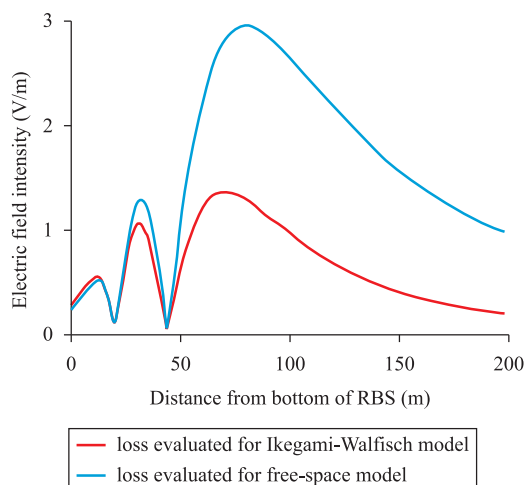 3
2
1
0
Electric field intensity (V/m)
0 50 100 150 200
Distance from bottom of RBS (m)
loss evaluated for Ikegami-Walfisch model
loss evaluated for free-space model